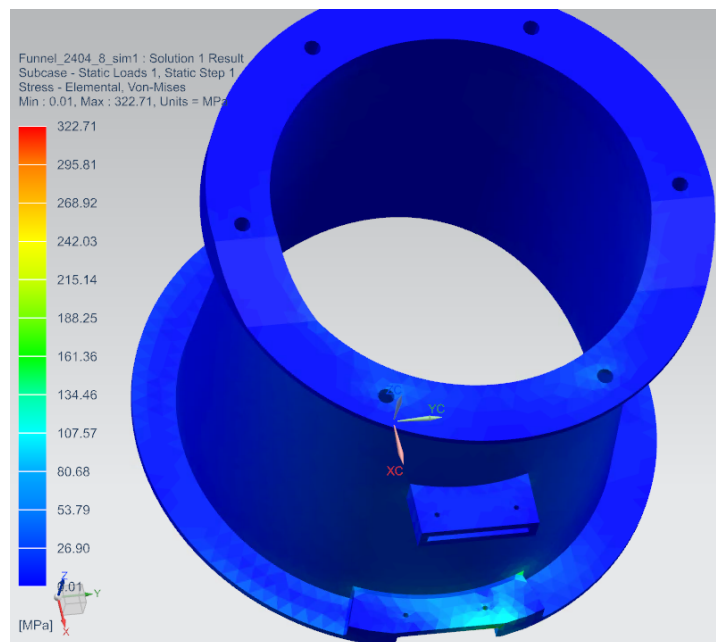 Funnel_2404_8_sim1 : Solution 1 Result
Subcase - Static Loads 1, Static Step 1
Stress - Elemental, Von-Mises
Min : 0.01, Max : 322.71, Units = MPa
322.71
295.81
268.92
242.03
215.14
188.25
161.36
134.46
107.57
80.68
53.79
26.90
0.01
[MPa]
YC
XC
Z
Y
X